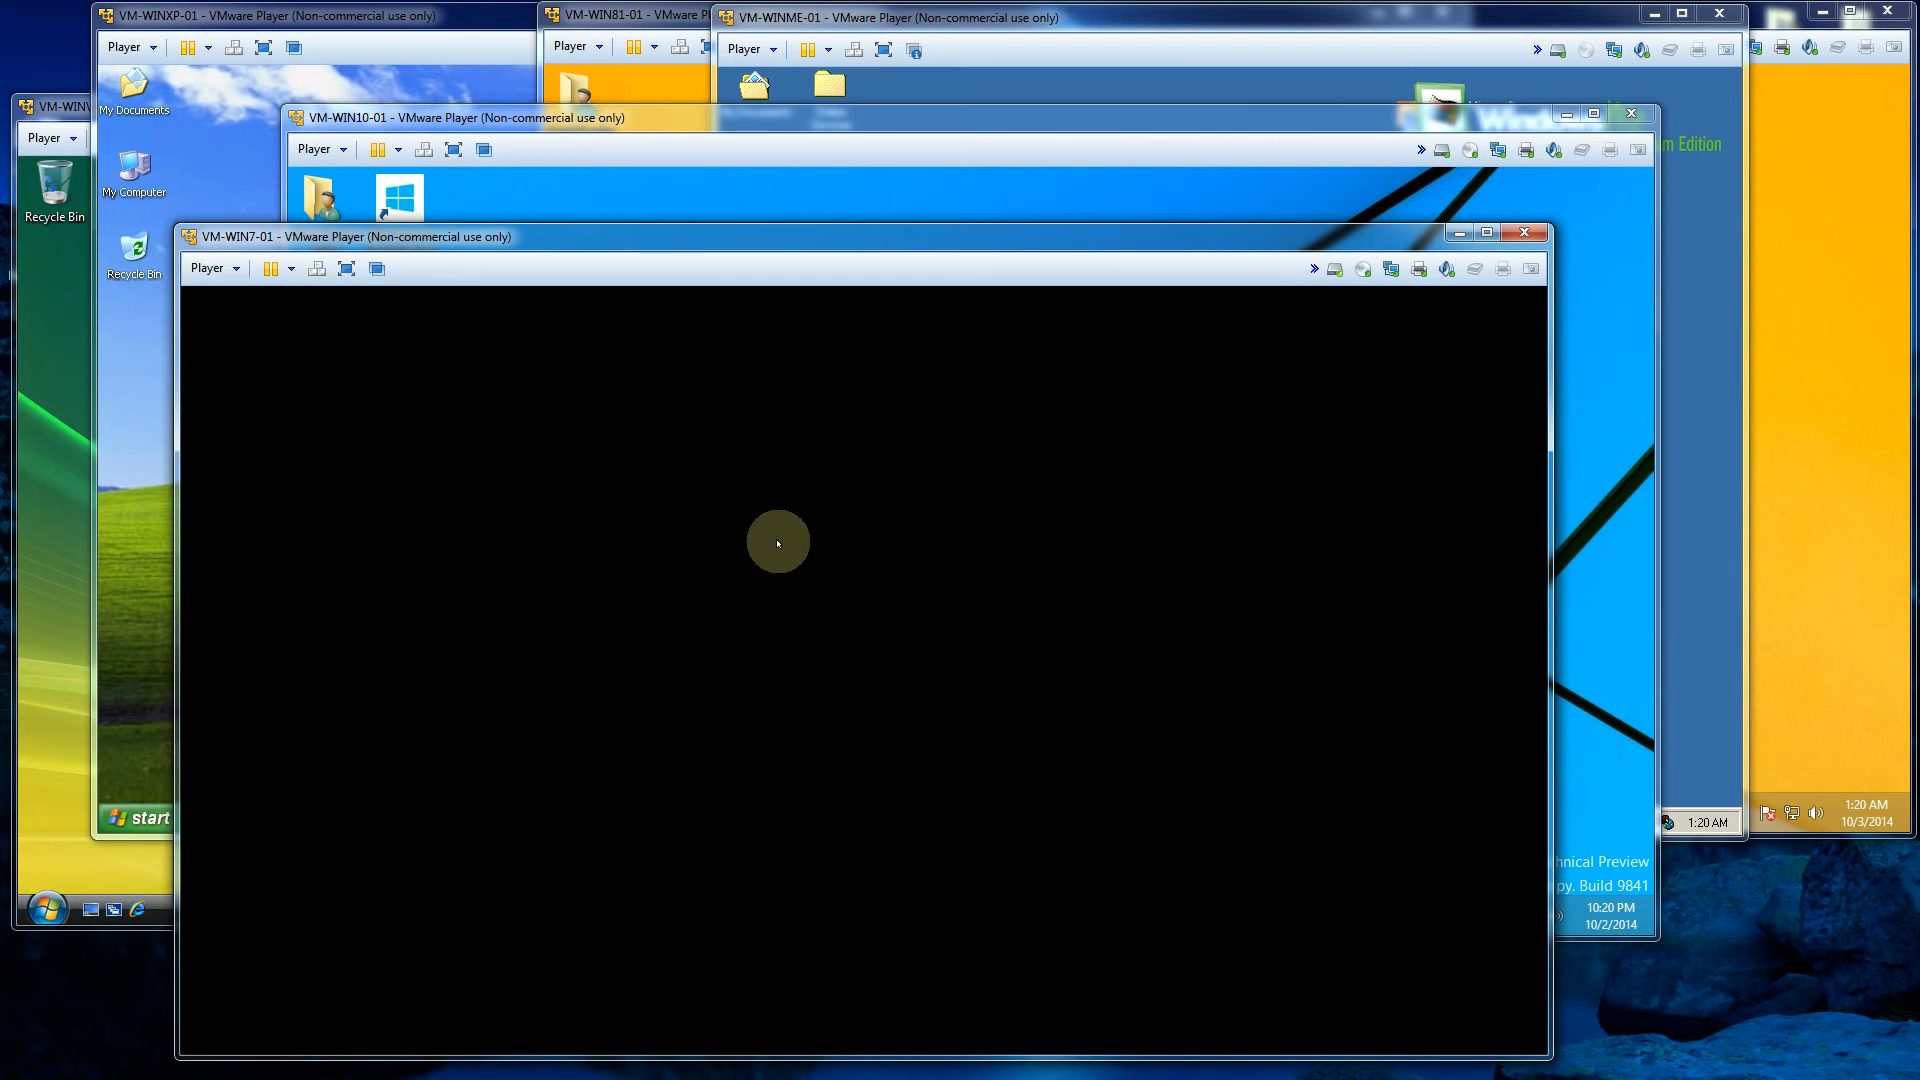 VM-WINXP-01 - VMware Player (Non-commercial use only)
VM-WIN81-01 - VMware P
VM-WINME-01 - VMware Player (Non-commercial use only)
Player
Player
Player
My Documents
VM-WINV
VM-WIN10-01 - VMware Player (Non-commercial use only)
Windows
m Edition
Player
Player
My Computer
Recycle Bin
VM-WIN7-01 - VMware Player (Non-commercial use only)
Player
Recycle Bin
start
1:20 AM
10/3/2014
1:20 AM
hnical Preview
py. Build 9841
10:20 PM
10/2/2014